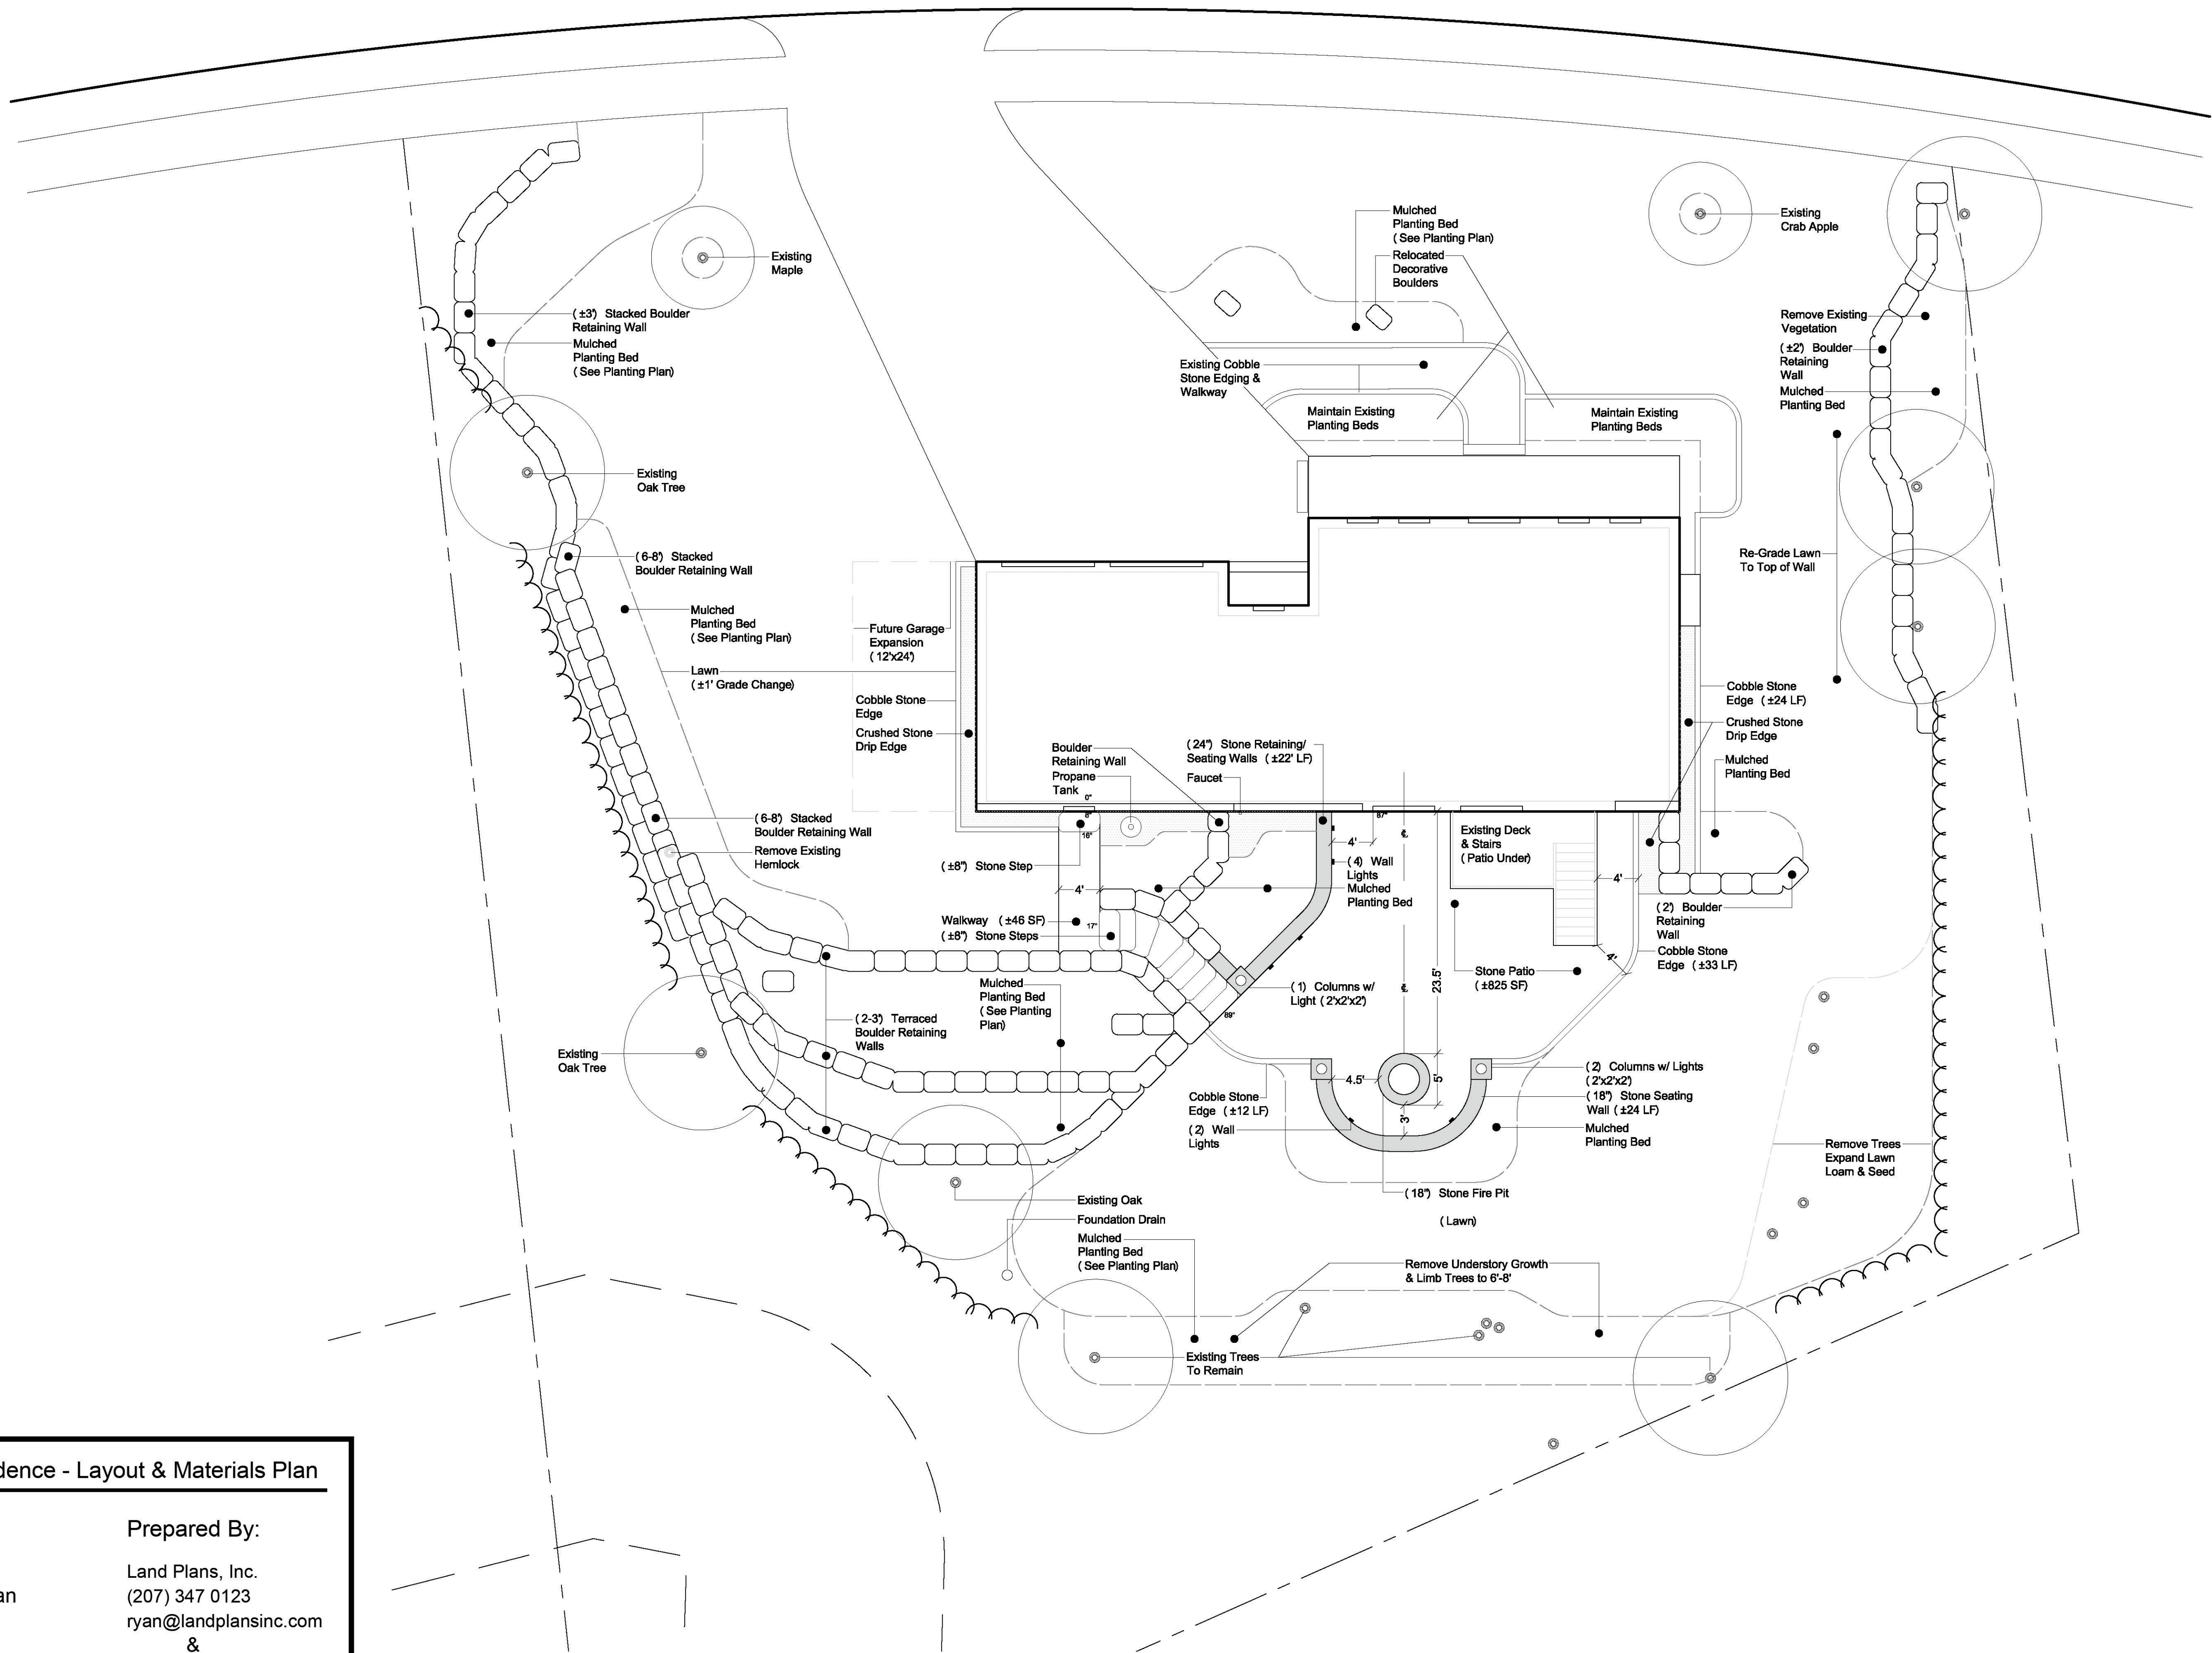 Mulched
Planting Bed
(See Planting Plan)
Relocated
Decorative
Boulders
Existing
Crab Apple
Existing
Maple
(±3') Stacked Boulder
Retaining Wall
Mulched
Planting Bed
(See Planting Plan)
Remove Existing
Vegetation
(±2') Boulder
Retaining
Wall
Mulched
Planting Bed
Existing Cobble
Stone Edging &
Walkway
Maintain Existing
Planting Beds
Maintain Existing
Planting Beds
Existing
Oak Tree
(6-8') Stacked
Boulder Retaining Wall
Re-Grade Lawn
To Top of Wall
Mulched
Planting Bed
(See Planting Plan)
Future Garage
Expansion
(12'x24')
Lawn
(±1' Grade Change)
Cobble Stone
Edge
Crushed Stone
Drip Edge
Cobble Stone
Edge (±24 LF)
Crushed Stone
Drip Edge
Mulched
Planting Bed
Boulder
Retaining Wall
Propane
Tank
(24") Stone Retaining/
Seating Walls (±22' LF)
Faucet
0"
8"
16"
87"
(6-8') Stacked
Boulder Retaining Wall
Remove Existing
Hemlock
(±8") Stone Step
4'
Walkway (±46 SF)
17"
(±8") Stone Steps
4'
(4) Wall
Lights
Mulched
Planting Bed
Existing Deck
& Stairs
(Patio Under)
4'
(2') Boulder
Retaining
Wall
Cobble Stone
Edge (±33 LF)
4'
Stone Patio
(±825 SF)
23.5'
(1) Columns w/
Light (2'x2'x2')
89"
Mulched
Planting Bed
(See Planting
Plan)
(2-3') Terraced
Boulder Retaining
Walls
Existing
Oak Tree
4.5'
5'
3'
(2) Columns w/ Lights
(2'x2'x2')
(18") Stone Seating
Wall (±24 LF)
Mulched
Planting Bed
Cobble Stone
Edge (±12 LF)
(2) Wall
Lights
Remove Trees
Expand Lawn
Loam & Seed
(18") Stone Fire Pit
(Lawn)
Existing Oak
Foundation Drain
Mulched
Planting Bed
(See Planting Plan)
Remove Understory Growth
& Limb Trees to 6'-8'
Existing Trees
To Remain
dence - Layout & Materials Plan
Prepared By:
Land Plans, Inc.
an
(207) 347 0123
ryan@landplansinc.com
&